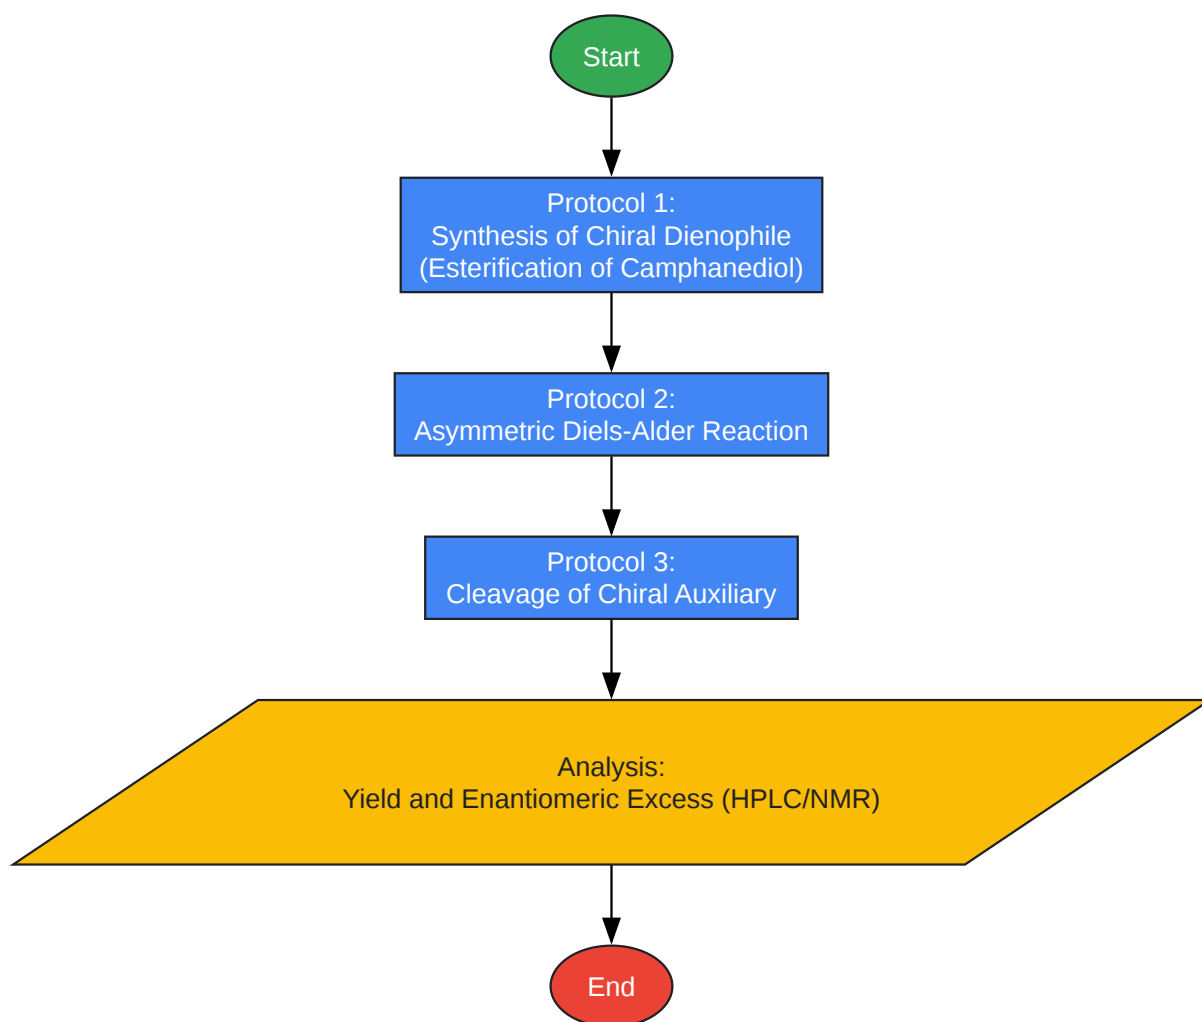 Start
Protocol 1:
Synthesis of Chiral Dienophile
(Esterification of Camphanediol)
Protocol 2:
Asymmetric Diels-Alder Reaction
Protocol 3:
Cleavage of Chiral Auxiliary
Analysis:
Yield and Enantiomeric Excess (HPLC/NMR)
End